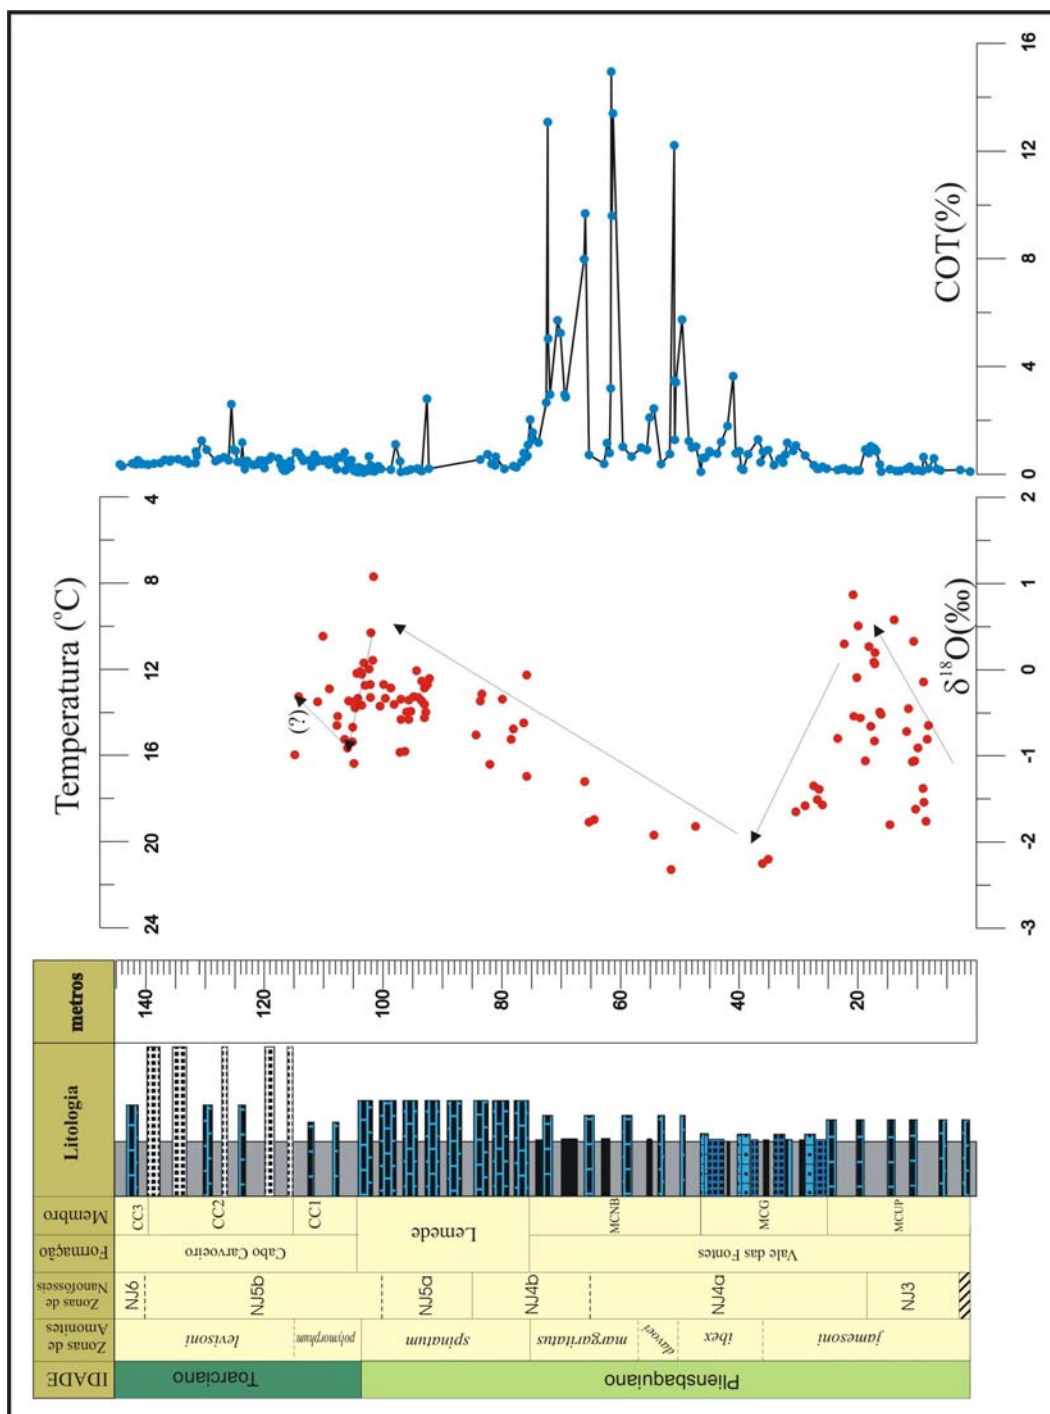 COT(%)
16
12
8
4
0
Temperatura (ºC)
4
8
12
16
20
24
(?)
δ¹⁸O(‰)
2
1
0
-1
-2
-3
metros
140
120
100
80
60
40
20
Litologia
Membro
CC3
CC2
CC1
Lemede
MCNB
MCG
MCUP
Formação
Cabo Carvoeiro
Vale das Fontes
Zonas de
Nanofósseis
NJ6
NJ5b
NJ5a
NJ4b
NJ4a
NJ3
Zonas de
Amonites
levisoni
polymorphum
spinatum
margaritatus
davoei
ibex
jamesoni
IDADE
Toarciano
Pliensbaquiano